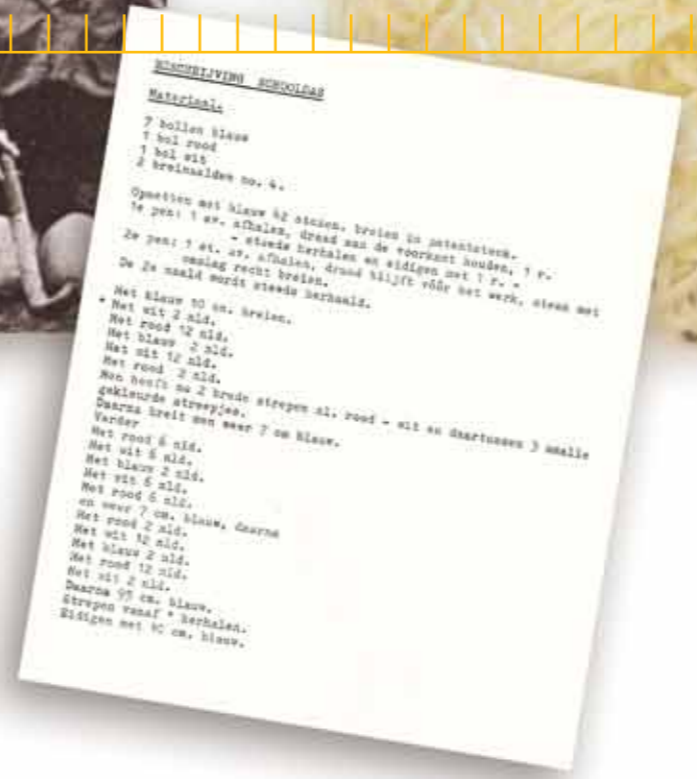 BESCHRIJVING SCHOOLDAS
Materiaal.
7 bollen blauw
1 bol rood
1 bol wit
2 breinaalden no. 4.
Opzetten met blauw 42 steken, breien in patentsteek.
1e pen: 1 av. afhalen, draad aan de voorkant houden, 1 r.
- steeds herhalen en eidigen met 1 r. -
2e pen: 1 st. av. afhalen, draad blijft vóór het werk, steek met
omslag recht breien.
De 2e naald wordt steeds herhaald.
Met blauw 10 cm. breien.
* Met wit 2 nld.
Met rood 12 nld.
Met blauw 2 nld.
Met wit 12 nld.
Met rood 2 nld.
Men heeft nu 2 brede strepen nl. rood - wit en daartussen 3 smalle
gekleurde streepjes.
Daarna breit men weer 7 cm blauw.
Verder
Met rood 6 nld.
Met wit 6 nld.
Met blauw 2 nld.
Met wit 6 nld.
Met rood 6 nld.
en weer 7 cm. blauw, daarna
Met rood 2 nld.
Met wit 12 nld.
Met blauw 2 nld.
Met rood 12 nld.
Met wit 2 nld.
Daarna 95 cm. blauw.
Strepen vanaf * herhalen.
Eidigen met 10 cm. blauw.